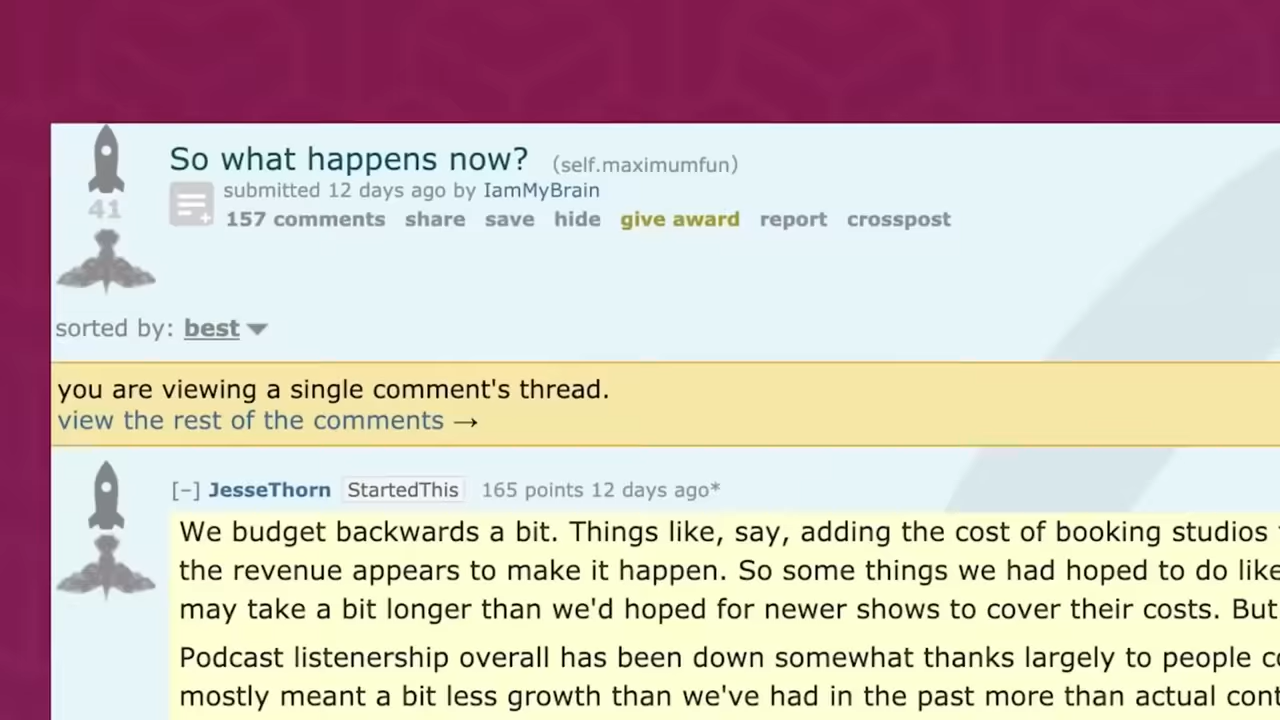 So what happens now? (self.maximumfun)
submitted 12 days ago by IamMyBrain
41
157 comments share save hide give award report crosspost
sorted by: best
you are viewing a single comment's thread.
view the rest of the comments →
[–] JesseThorn StartedThis 165 points 12 days ago*
We budget backwards a bit. Things like, say, adding the cost of booking studios
the revenue appears to make it happen. So some things we had hoped to do like
may take a bit longer than we'd hoped for newer shows to cover their costs. But
Podcast listenership overall has been down somewhat thanks largely to people
mostly meant a bit less growth than we've had in the past more than actual